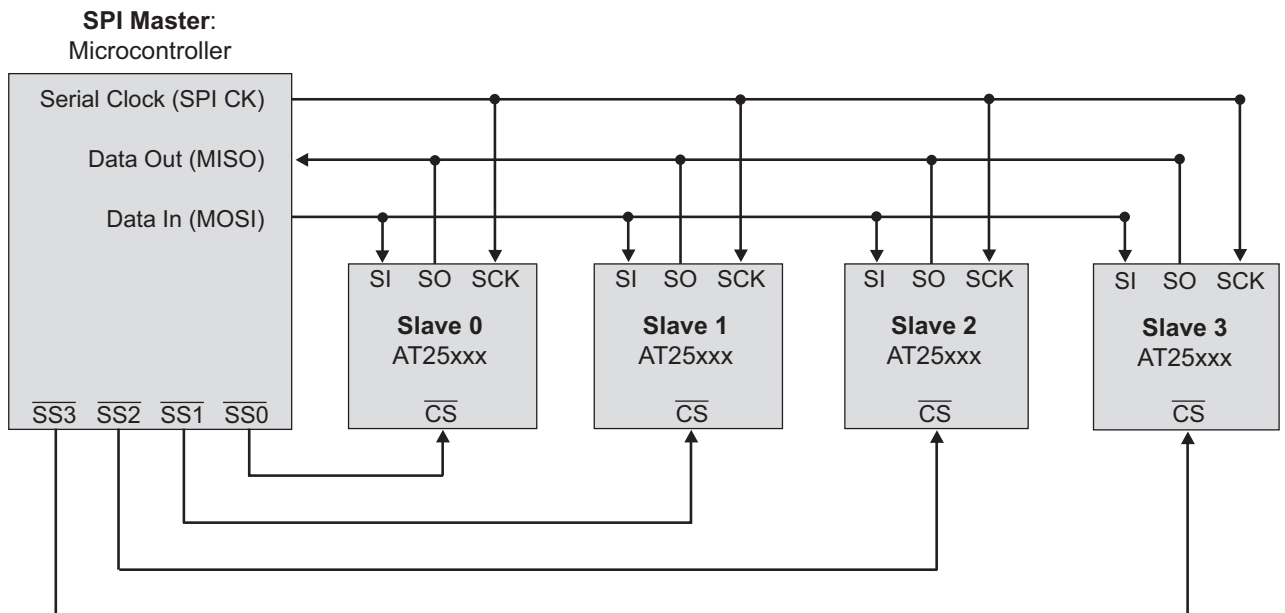 SPI Master:
Microcontroller
Serial Clock (SPI CK)
Data Out (MISO)
Data In (MOSI)
SS3 SS2 SS1 SS0
SI SO SCK
Slave 0
AT25xxx
CS
SI SO SCK
Slave 1
AT25xxx
CS
SI SO SCK
Slave 2
AT25xxx
CS
SI SO SCK
Slave 3
AT25xxx
CS